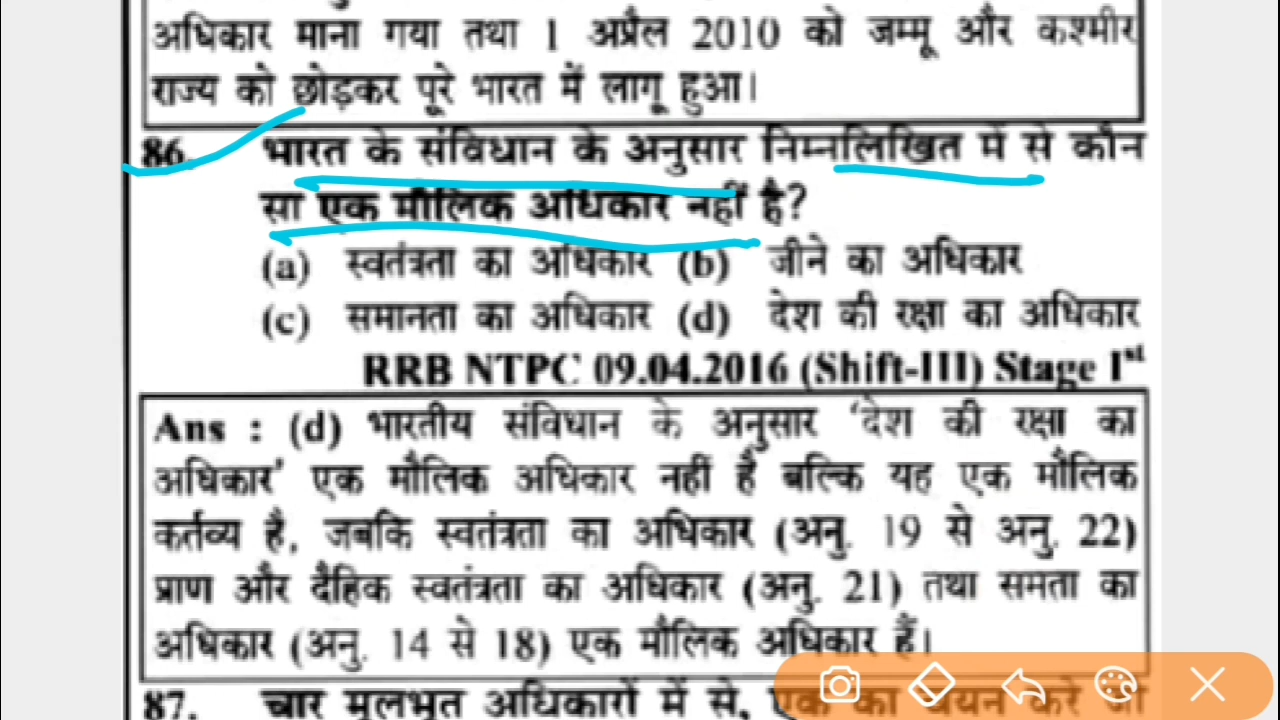 अधिकार माना गया तथा 1 अप्रैल 2010 को जम्मू और कश्मीर
राज्य को छोड़कर पूरे भारत में लागू हुआ।
86. भारत के संविधान के अनुसार निम्नलिखित में से कौन
सा एक मौलिक अधिकार नहीं है?
(a) स्वतंत्रता का अधिकार (b) जीने का अधिकार
(c) समानता का अधिकार (d) देश की रक्षा का अधिकार
RRB NTPC 09.04.2016 (Shift-III) Stage Ist
Ans : (d) भारतीय संविधान के अनुसार ‘देश की रक्षा का
अधिकार’ एक मौलिक अधिकार नहीं है बल्कि यह एक मौलिक
कर्तव्य है, जबकि स्वतंत्रता का अधिकार (अनु. 19 से अनु. 22)
प्राण और दैहिक स्वतंत्रता का अधिकार (अनु. 21) तथा समता का
अधिकार (अनु. 14 से 18) एक मौलिक अधिकार हैं।
87. चार मूलभूत अधिकारों में से, एक का चयन करें जो